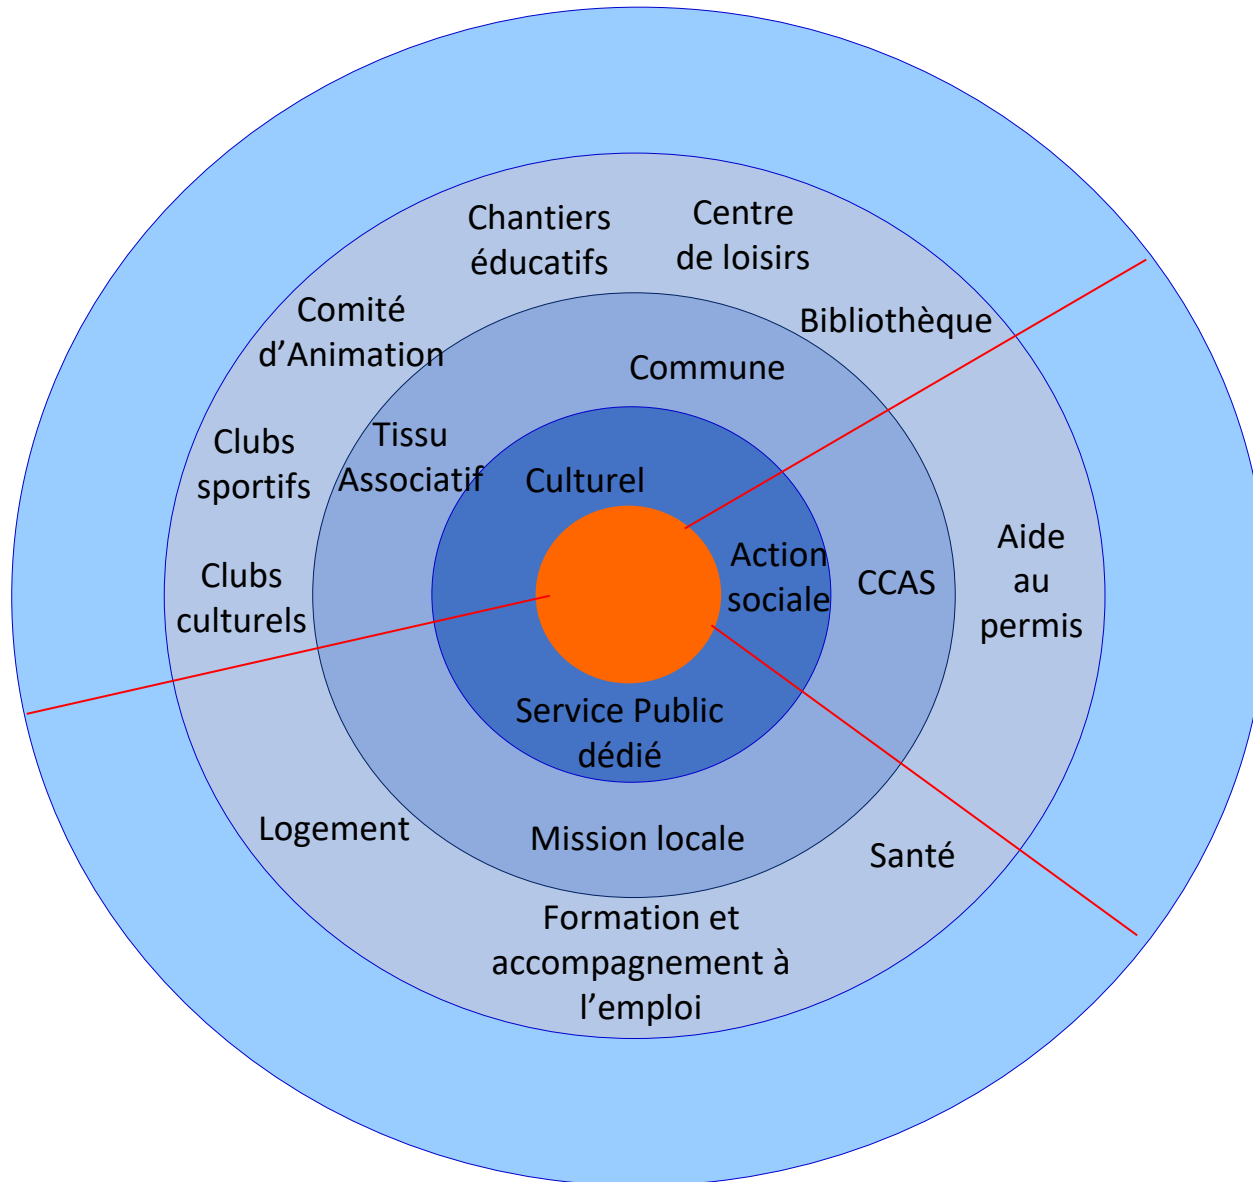 Chantiers
éducatifs
Centre
de loisirs
Comité
d'Animation
Bibliothèque
Commune
Clubs
sportifs
Tissu
Associatif
Culturel
Clubs
culturels
Action
sociale
CCAS
Aide
au
permis
Service Public
dédié
Logement
Mission locale
Santé
Formation et
accompagnement à
l'emploi